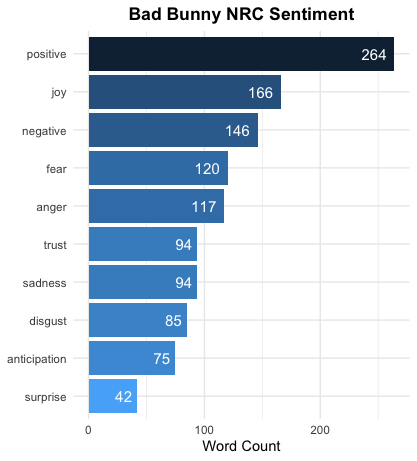 Bad Bunny NRC Sentiment
positive 264
joy 166
negative 146
fear 120
anger 117
trust 94
sadness 94
disgust 85
anticipation 75
surprise 42
0 100 200
Word Count